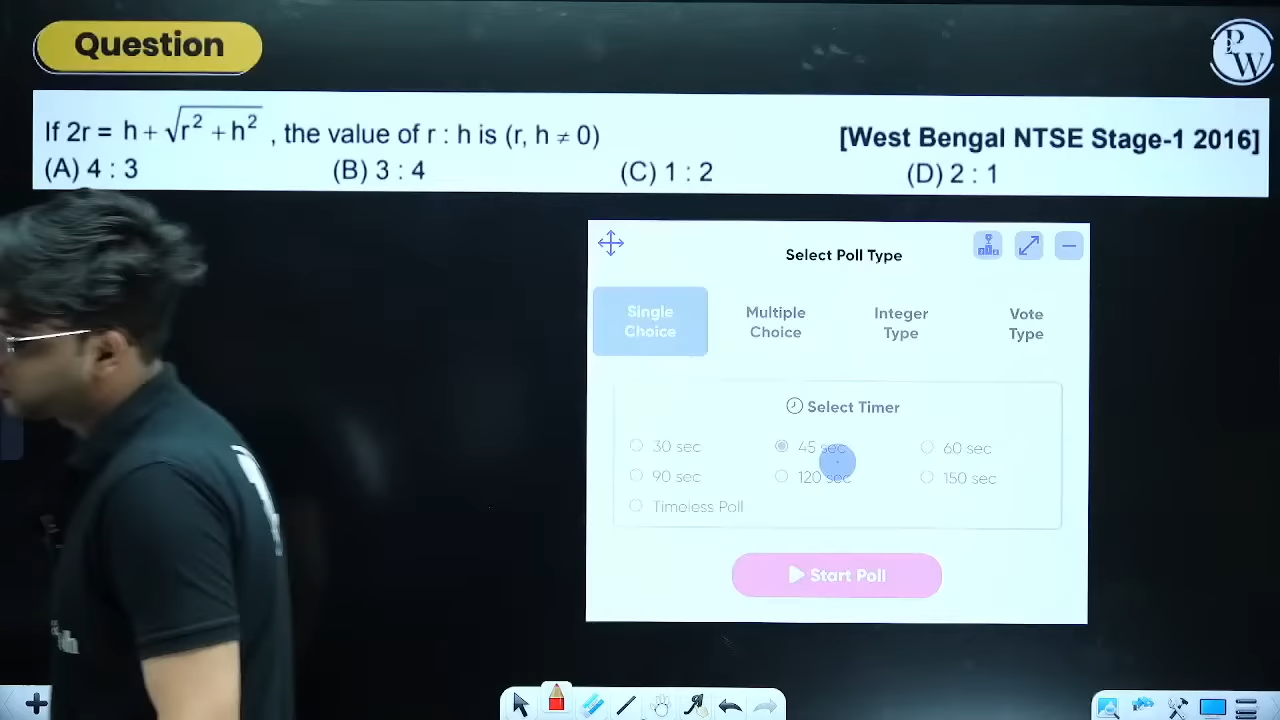 Question
PW
If 2r = h + √r² + h² , the value of r : h is (r, h ≠ 0) [West Bengal NTSE Stage-1 2016]
(A) 4 : 3 (B) 3 : 4 (C) 1 : 2 (D) 2 : 1
Select Poll Type
Single Choice
Multiple Choice
Integer Type
Vote Type
Select Timer
30 sec 45 sec 60 sec
90 sec 120 sec 150 sec
Timeless Poll
Start Poll